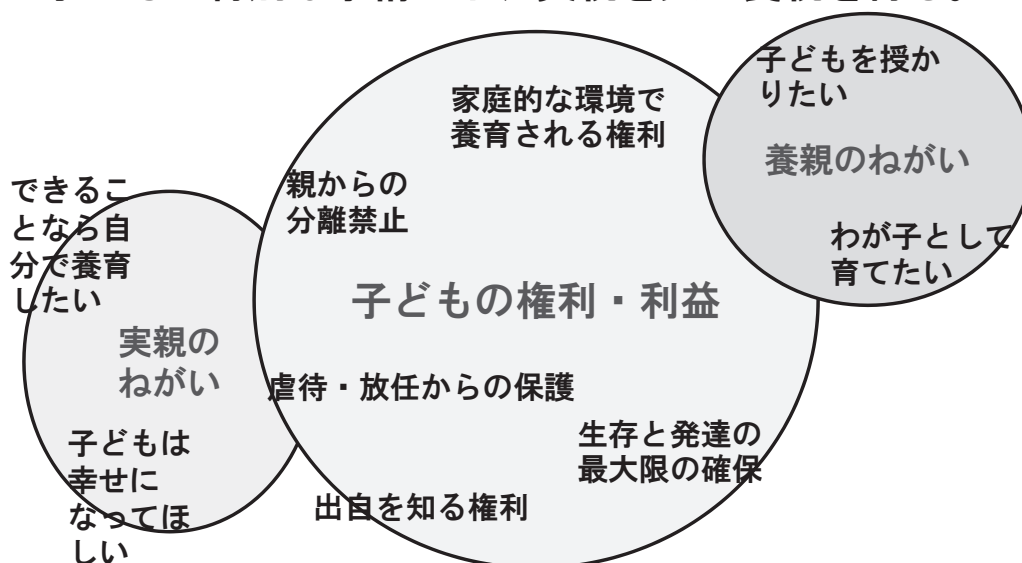 子どもを授か
りたい
養親のねがい
わが子として
育てたい
家庭的な環境で
養育される権利
親からの
分離禁止
子どもの権利・利益
虐待・放任からの保護
生存と発達の
最大限の確保
出自を知る権利
できるこ
となら自
分で養育
したい
実親の
ねがい
子どもは
幸せに
なってほ
しい